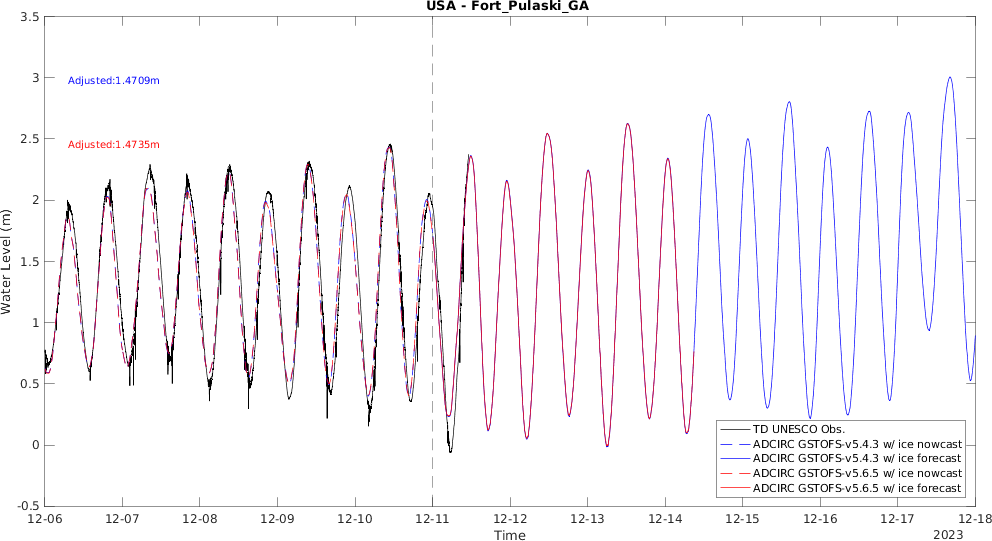 USA - Fort_Pulaski_GA
3.5
3
2.5
2
1.5
1
0.5
0
-0.5
Water Level (m)
Adjusted:1.4709m
Adjusted:1.4735m
TD UNESCO Obs.
ADCIRC GSTOFS-v5.4.3 w/ ice nowcast
ADCIRC GSTOFS-v5.4.3 w/ ice forecast
ADCIRC GSTOFS-v5.6.5 w/ ice nowcast
ADCIRC GSTOFS-v5.6.5 w/ ice forecast
12-06 12-07 12-08 12-09 12-10 12-11 12-12 12-13 12-14 12-15 12-16 12-17 12-18
Time
2023